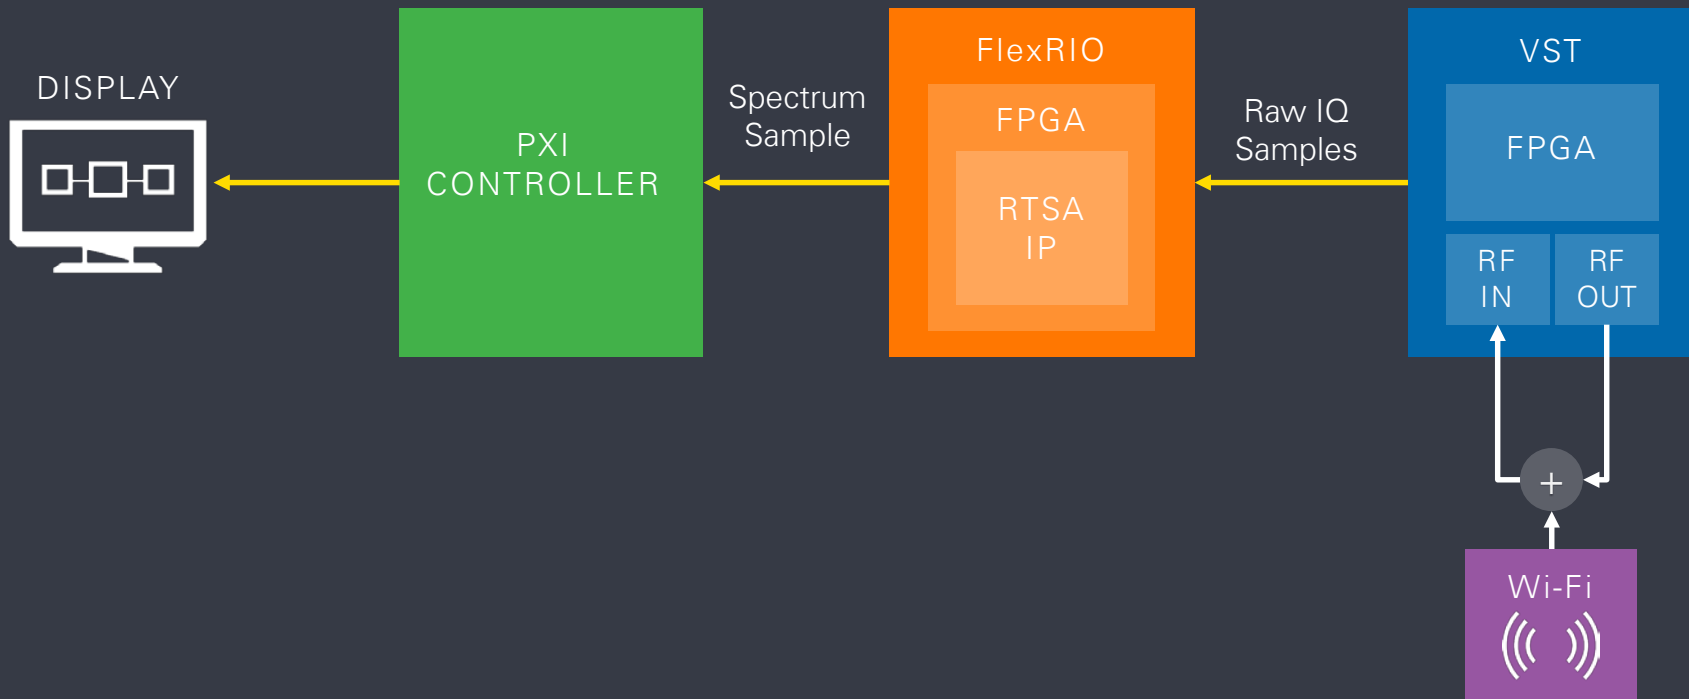 DISPLAY
PXI
CONTROLLER
Spectrum
Sample
FlexRIO
FPGA
RTSA
IP
Raw IQ
Samples
VST
FPGA
RF
IN
RF
OUT
+
Wi-Fi